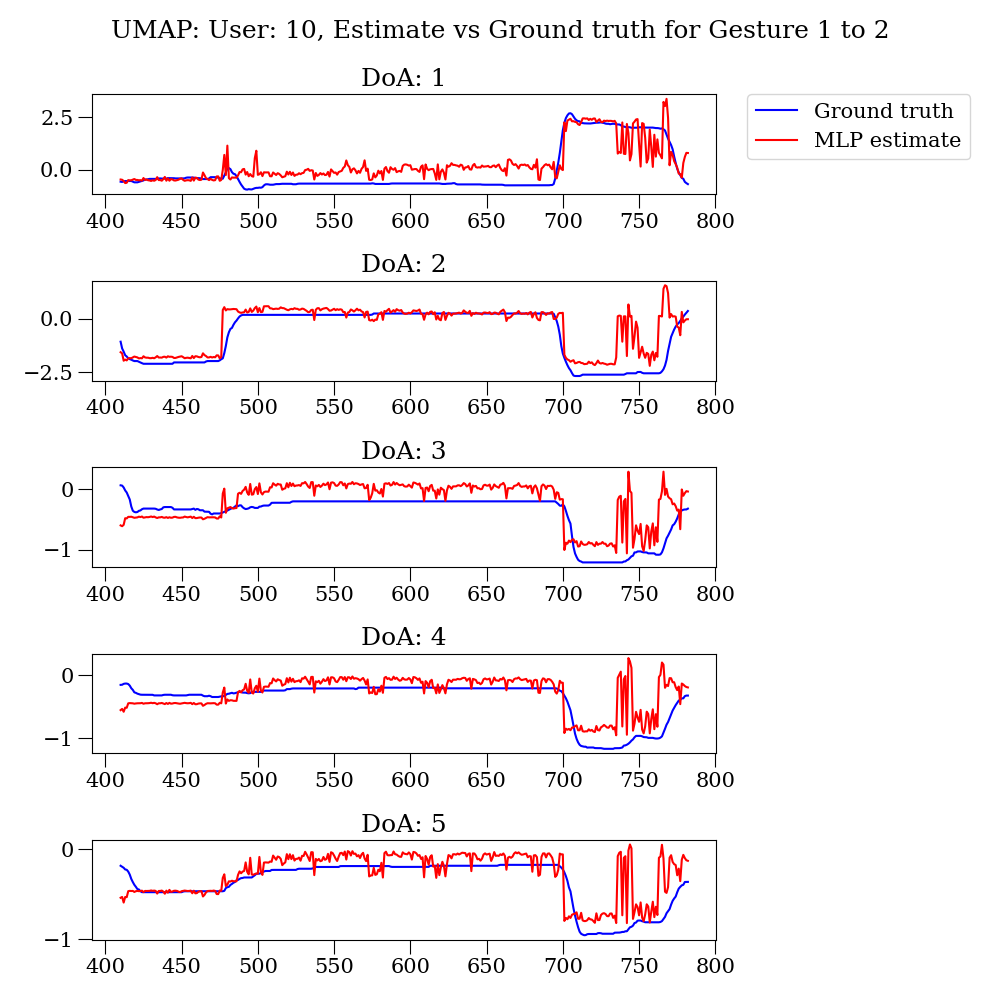 UMAP: User: 10, Estimate vs Ground truth for Gesture 1 to 2
DoA: 1
Ground truth
MLP estimate
2.5
0.0
400 450 500 550 600 650 700 750 800
DoA: 2
0.0
−2.5
400 450 500 550 600 650 700 750 800
DoA: 3
0
−1
400 450 500 550 600 650 700 750 800
DoA: 4
0
−1
400 450 500 550 600 650 700 750 800
DoA: 5
0
−1
400 450 500 550 600 650 700 750 800